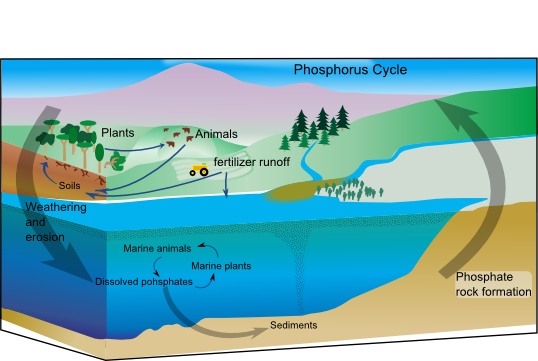 Phosphorus Cycle
Plants
Animals
fertilizer runoff
Soils
Weathering
and
erosion
Marine animals
Marine plants
Dissolved pohsphates
Phosphate
rock formation
Sediments